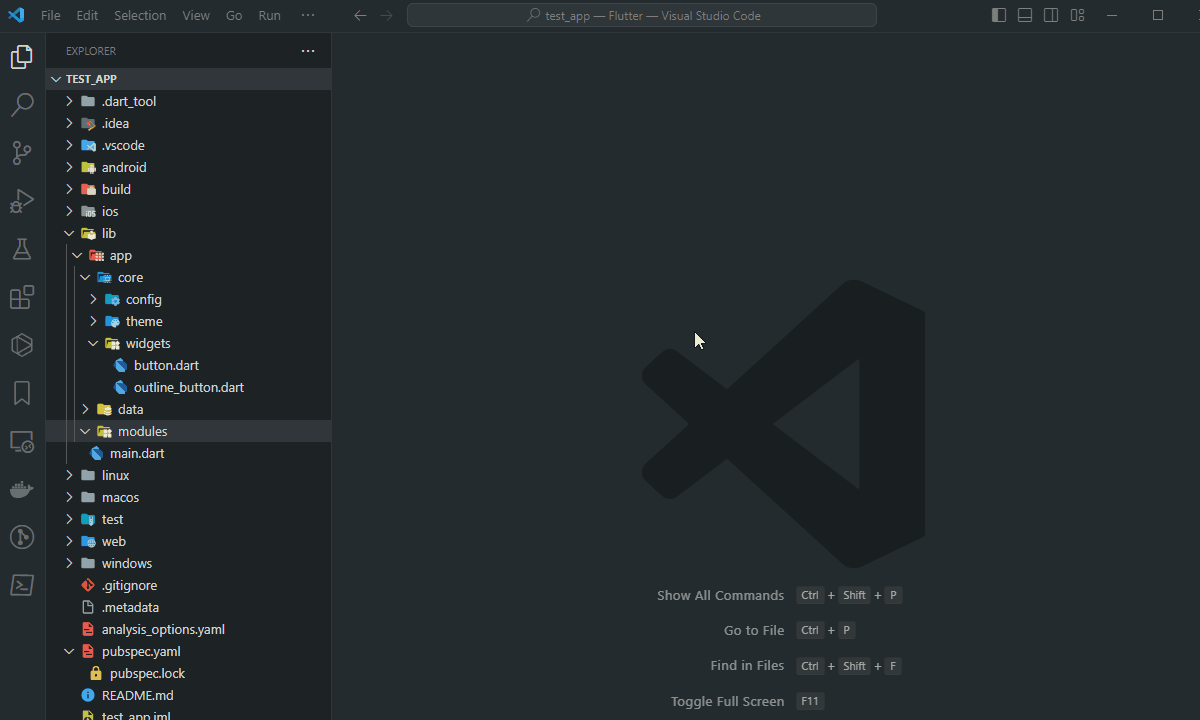 File Edit Selection View Go Run ···
test_app — Flutter — Visual Studio Code
EXPLORER
TEST_APP
.dart_tool
.idea
.vscode
android
build
ios
lib
app
core
config
theme
widgets
button.dart
outline_button.dart
data
modules
main.dart
linux
macos
test
web
windows
.gitignore
.metadata
analysis_options.yaml
pubspec.yaml
pubspec.lock
README.md
test_app.iml
Show All Commands Ctrl + Shift + P
Go to File Ctrl + P
Find in Files Ctrl + Shift + F
Toggle Full Screen F11